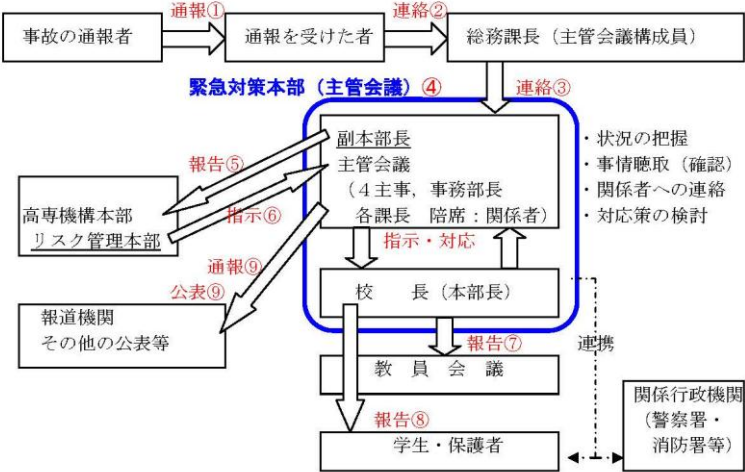 通報①
連絡②
事故の通報者
通報を受けた者
総務課長（主管会議構成員）
緊急対策本部（主管会議）④
連絡③
副本部長
主管会議
（４主事，事務部長
各課長　陪席：関係者）
・状況の把握
・事情聴取（確認）
・関係者への連絡
・対応策の検討
報告⑤
高専機構本部
リスク管理本部
指示⑥
指示・対応
通報⑨
公表⑨
校　　長（本部長）
報道機関
その他の公表等
報告⑦
連携
教　員　会　議
報告⑧
学生・保護者
関係行政機関
（警察署・
消防署等）